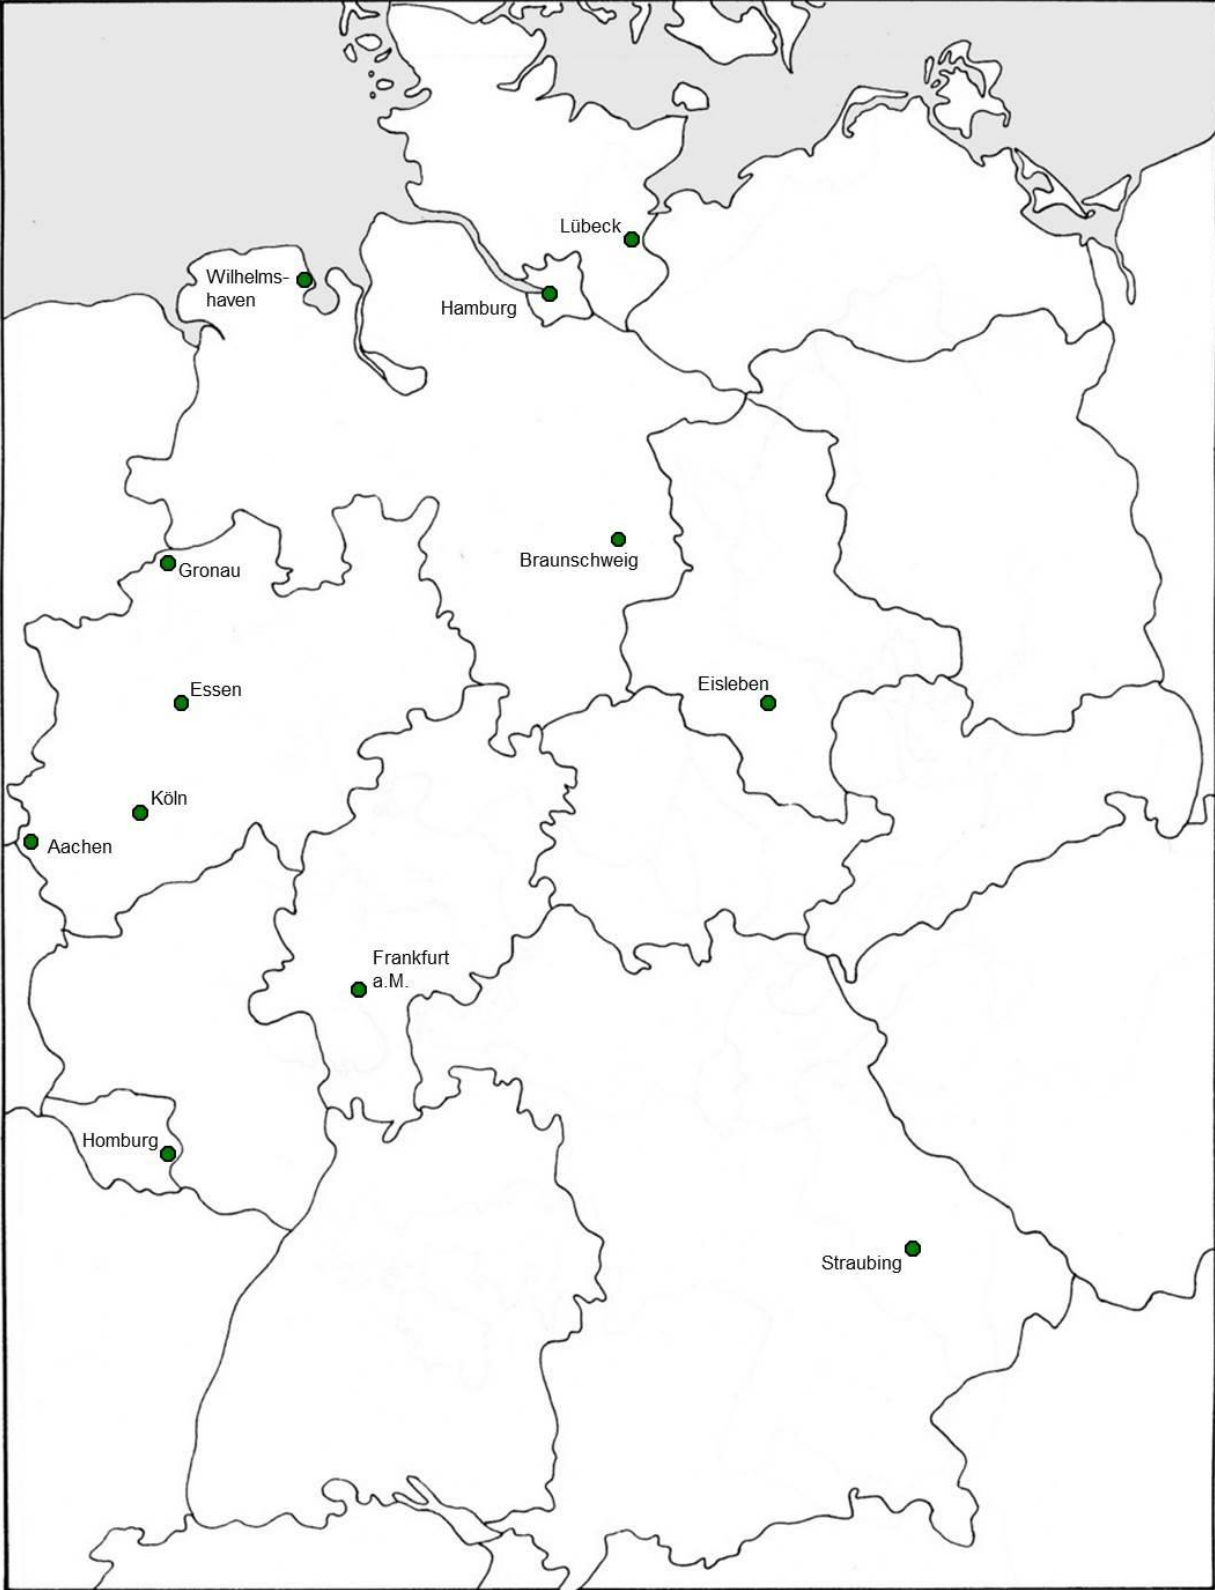 Lübeck
Wilhelms-
haven
Hamburg
Braunschweig
Gronau
Eisleben
Essen
Köln
Aachen
Frankfurt
a.M.
Homburg
Straubing